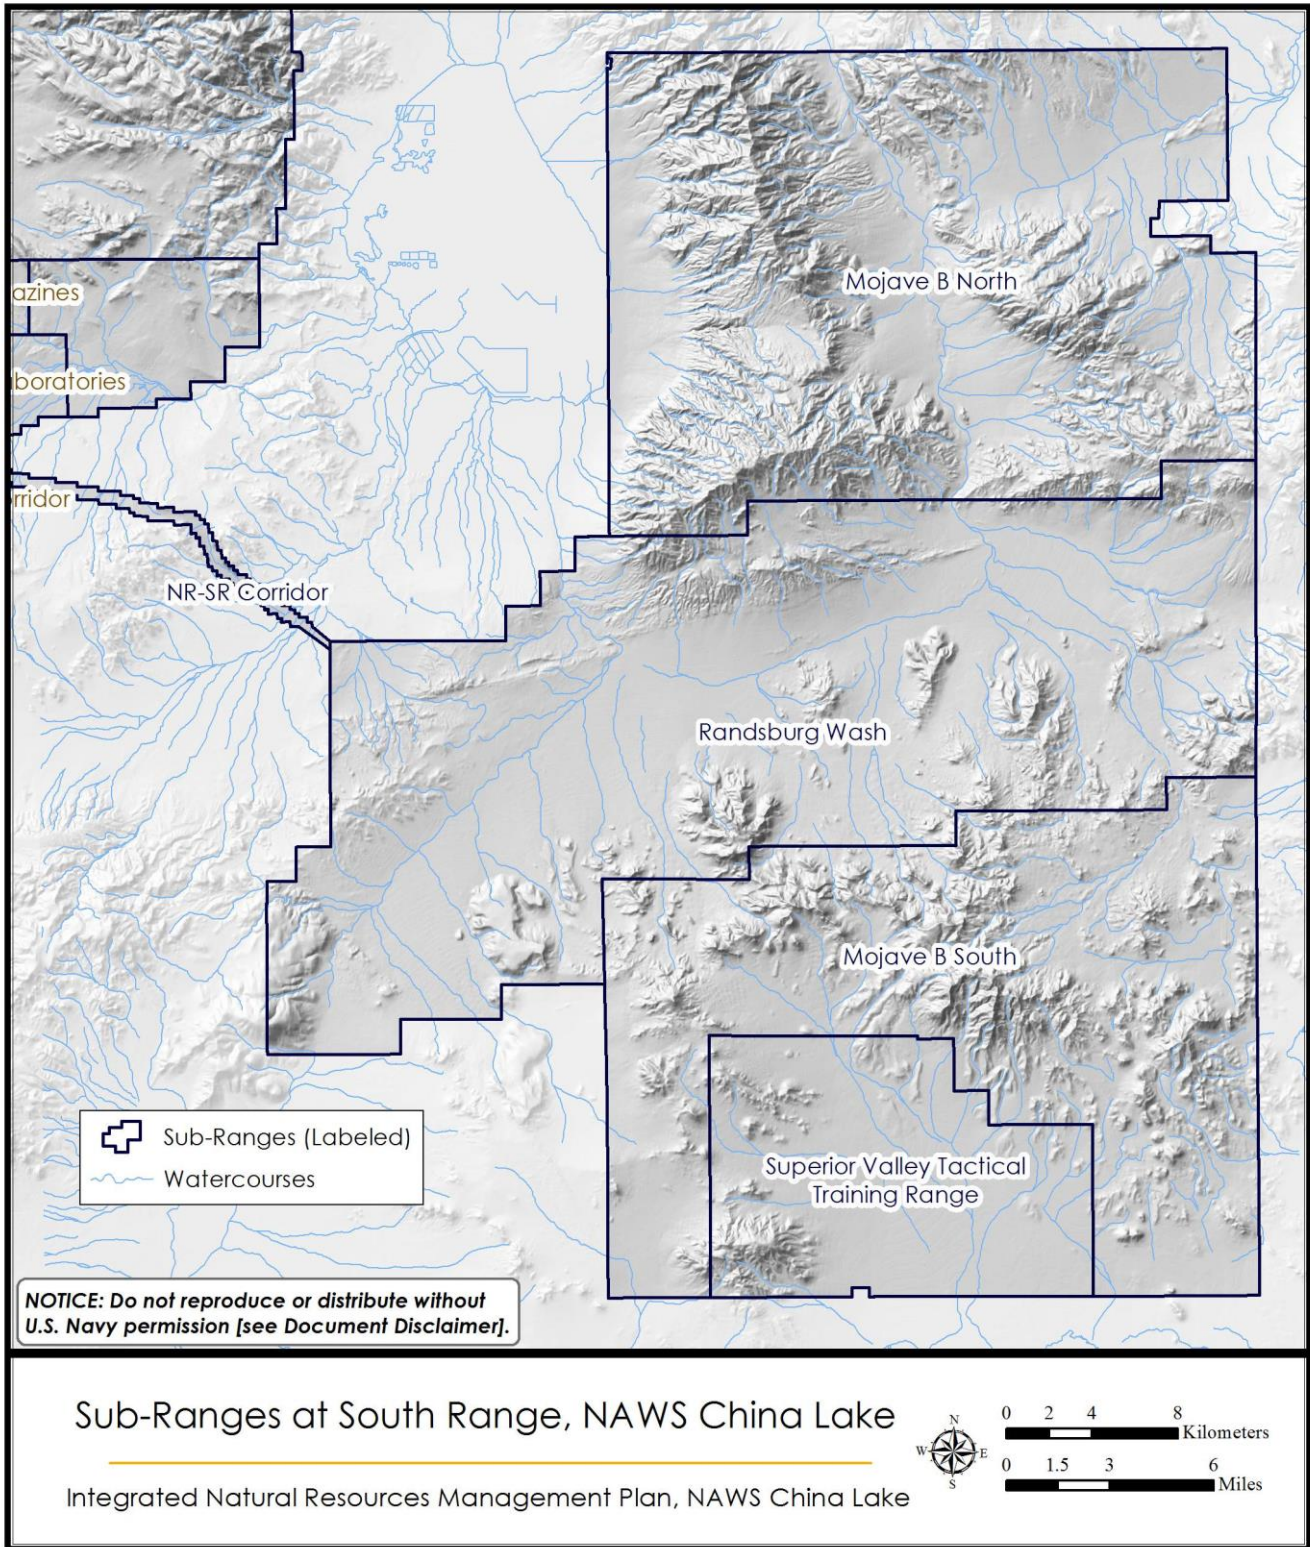 Mojave B North
azines
aboratories
rridor
NR-SR Corridor
Randsburg Wash
Mojave B South
Sub-Ranges (Labeled)
Watercourses
Superior Valley Tactical
Training Range
NOTICE: Do not reproduce or distribute without
U.S. Navy permission [see Document Disclaimer].
Sub-Ranges at South Range, NAWS China Lake
Integrated Natural Resources Management Plan, NAWS China Lake
N
W E
S
0 2 4 8
Kilometers
0 1.5 3 6
Miles